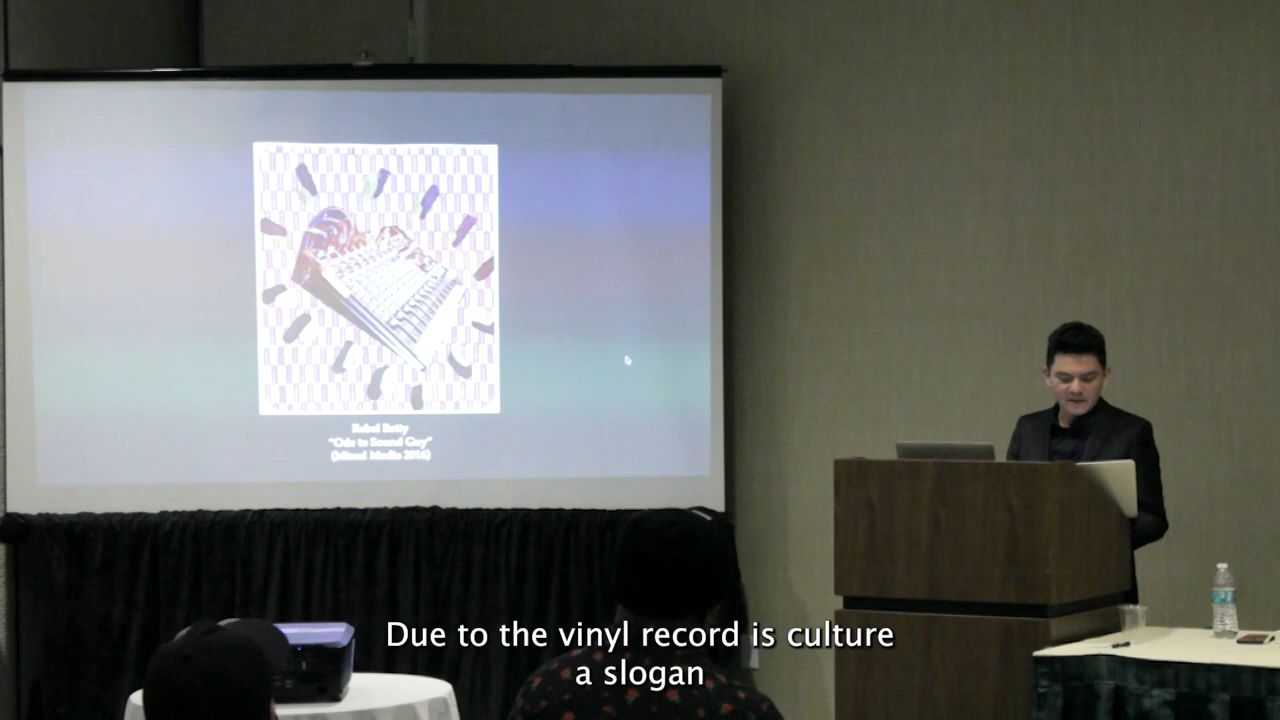 Rebel Betty
"Ode to Sound Guy"
(Mixed Media 2016)
Due to the vinyl record is culture
a slogan